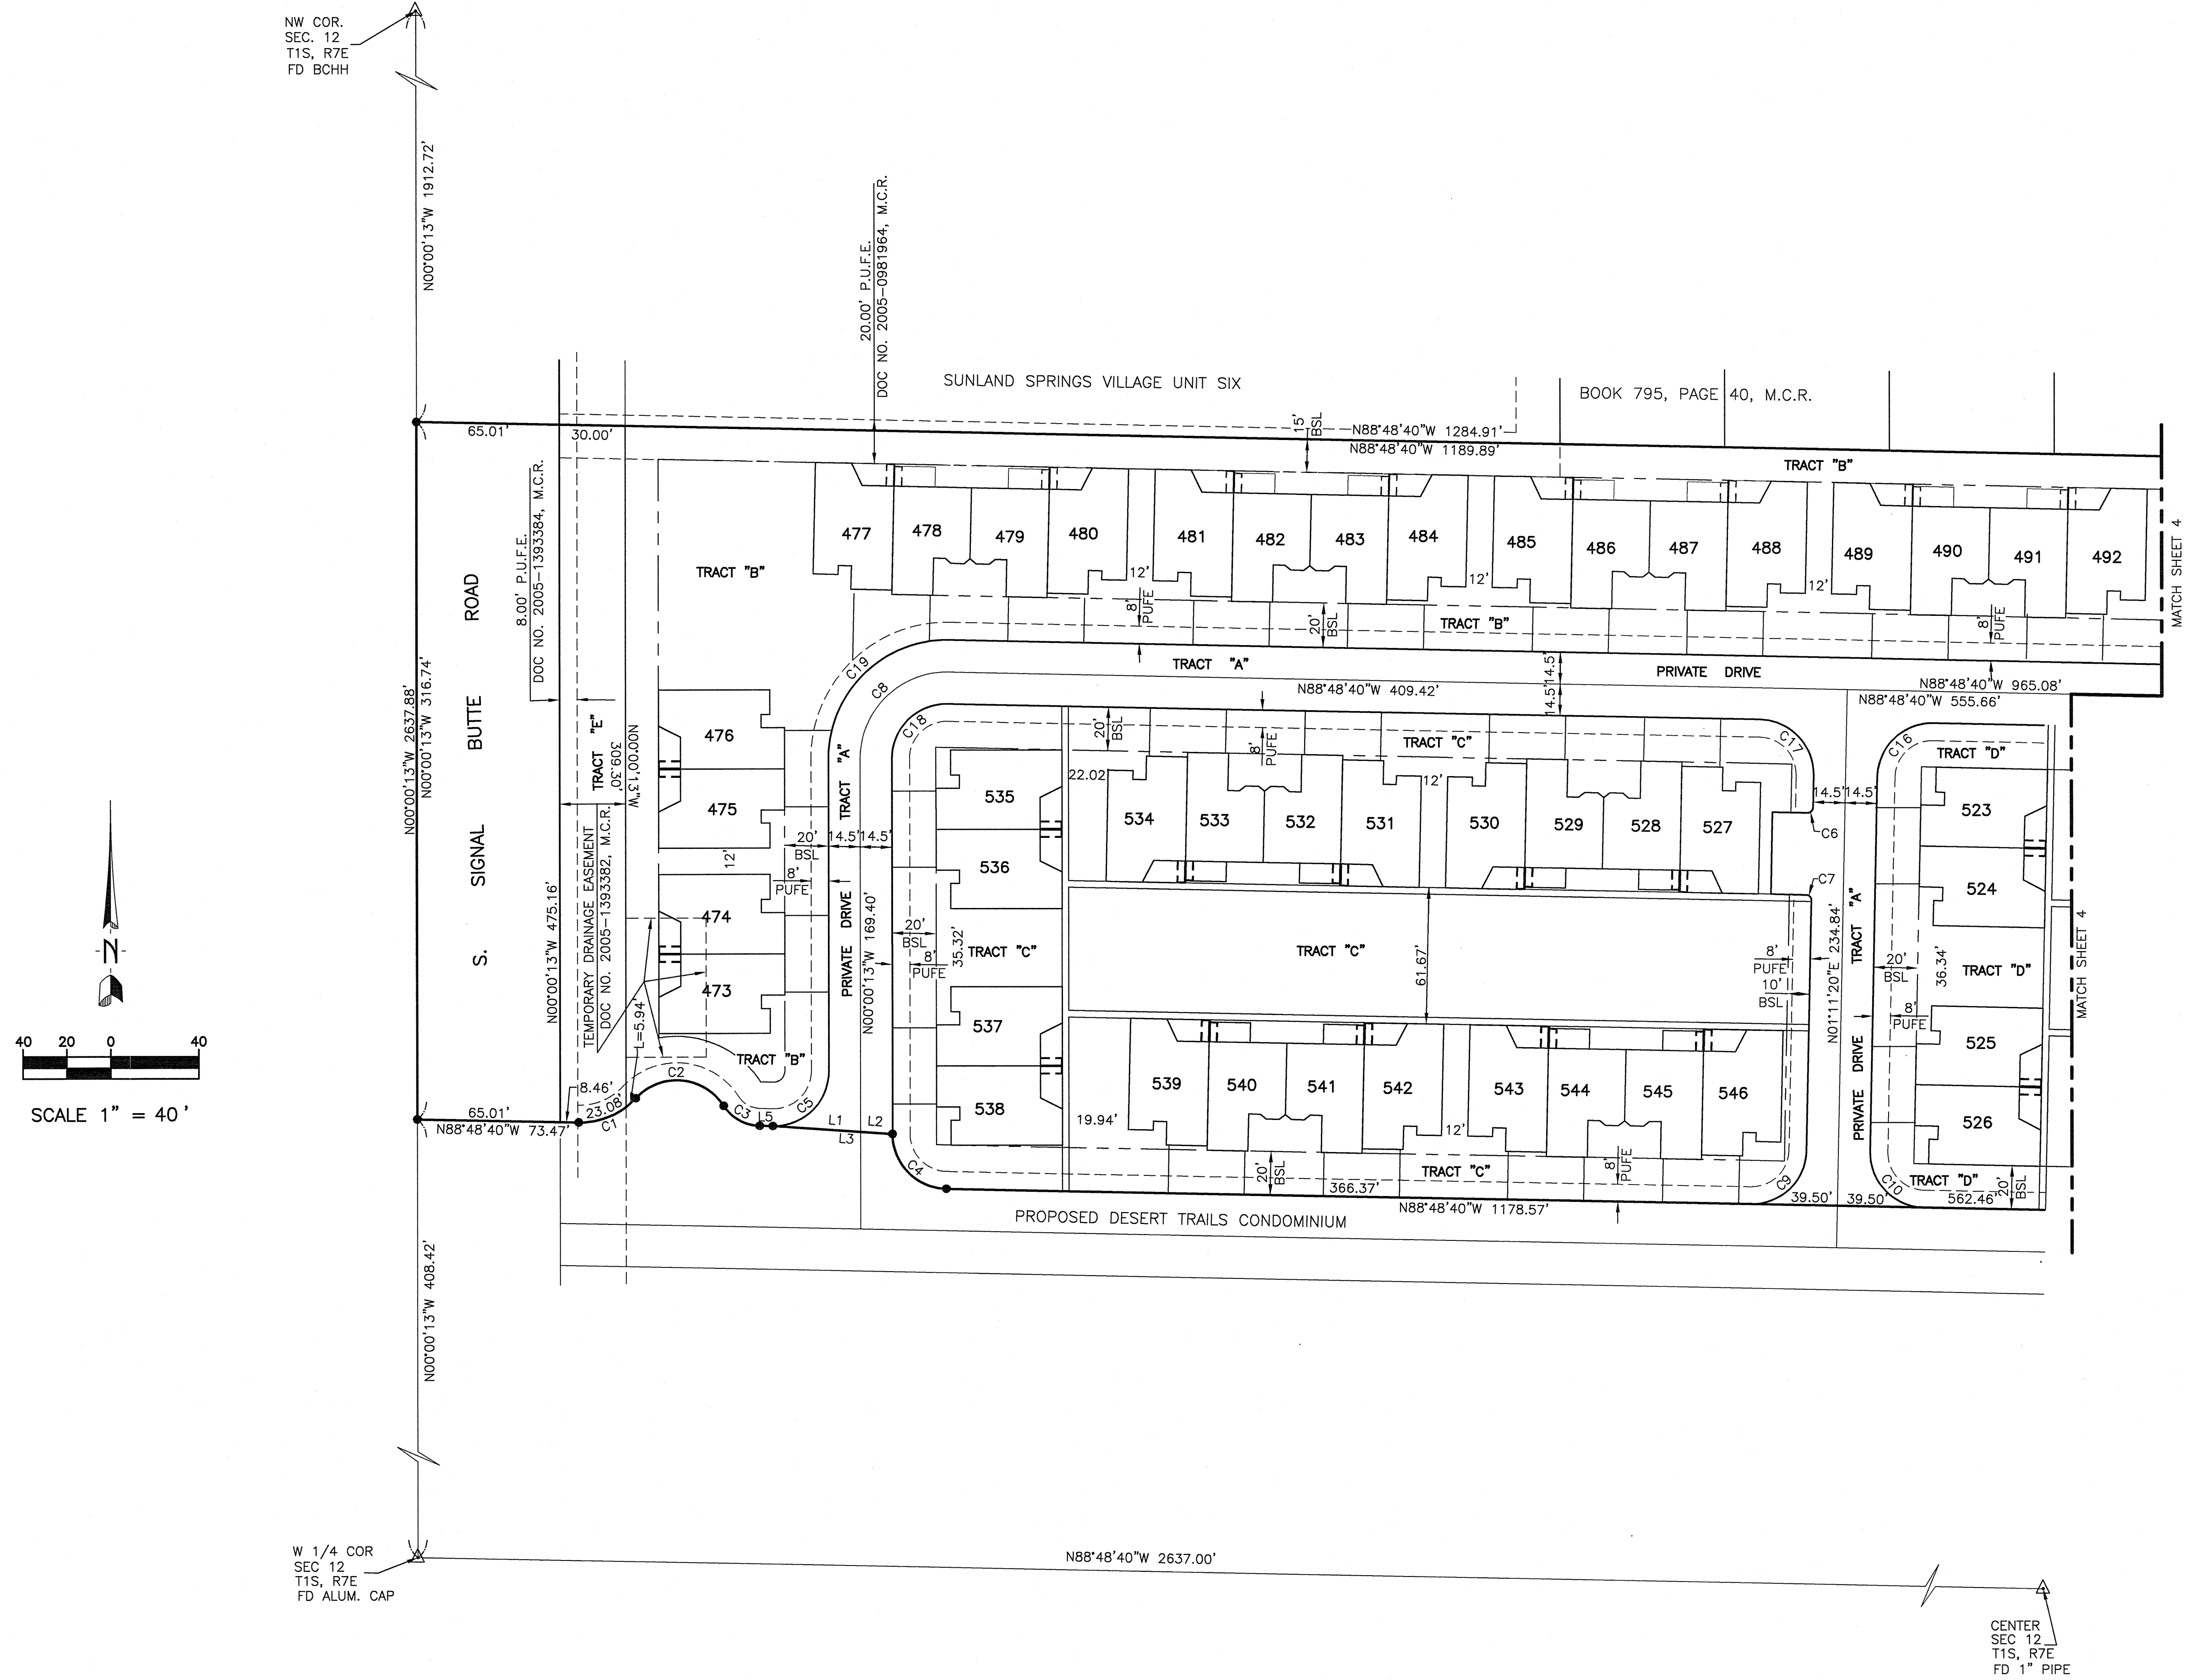 NW COR.
SEC. 12
T1S, R7E
FD BCHH
N00°00'13"W 1912.72'
20.00' P.U.F.E.
DOC NO. 2005-0981964, M.C.R.
SUNLAND SPRINGS VILLAGE UNIT SIX
BOOK 795, PAGE 40, M.C.R.
65.01'
30.00'
15'
BSL
N88°48'40"W 1284.91'
N88°48'40"W 1189.89'
TRACT "B"
8.00' P.U.F.E.
DOC NO. 2005-1393384, M.C.R.
TRACT "B"
477
478
479
480
481
482
483
484
485
486
487
488
489
490
491
492
MATCH SHEET 4
12'
12'
12'
8'
PUFE
20'
BSL
TRACT "B"
8'
PUFE
S. SIGNAL BUTTE ROAD
N00°00'13"W 2637.88'
N00°00'13"W 316.74'
C19
C8
TRACT "A"
14.5'
14.5'
PRIVATE DRIVE
N88°48'40"W 409.42'
N88°48'40"W 965.08'
N88°48'40"W 555.66'
TRACT "E"
N00°00'13"W
309.30'
476
475
474
473
12'
20'
BSL
8'
PUFE
TRACT "A"
14.5'
14.5'
PRIVATE DRIVE
N00°00'13"W 169.40'
C18
20'
BSL
8'
PUFE
TRACT "C"
C17
C16
TRACT "D"
22.02
12'
535
536
534
533
532
531
530
529
528
527
14.5'
14.5'
C6
C7
523
524
N00°00'13"W 475.16'
TEMPORARY DRAINAGE EASEMENT
DOC NO. 2005-1393382, M.C.R.
L=5.94'
20'
BSL
8'
PUFE
35.32'
TRACT "C"
TRACT "C"
61.67'
8'
PUFE
10'
BSL
N01°11'20"E 234.84'
TRACT "A"
PRIVATE DRIVE
20'
BSL
8'
PUFE
36.34'
TRACT "D"
MATCH SHEET 4
537
538
539
540
541
542
543
544
545
546
525
526
TRACT "B"
40 20 0 40
SCALE 1" = 40'
N
8.46'
65.01'
N88°48'40"W 73.47'
23.08'
C1
C2
C3
L5
C5
L1
L2
L3
C4
19.94'
12'
20'
BSL
TRACT "C"
8'
PUFE
366.37'
N88°48'40"W 1178.57'
C9
39.50'
39.50'
C10
TRACT "D"
562.46'
20'
BSL
PROPOSED DESERT TRAILS CONDOMINIUM
N00°00'13"W 408.42'
W 1/4 COR
SEC 12
T1S, R7E
FD ALUM. CAP
N88°48'40"W 2637.00'
CENTER
SEC 12
T1S, R7E
FD 1" PIPE